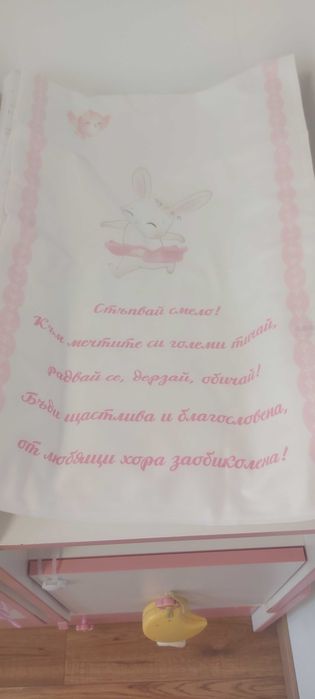 Стъпвай смело!
Към мечтите си големи тичай,
радвай се, дерзай, обичай!
Бъди щастлива и благословена,
от любящи хора заобиколена!